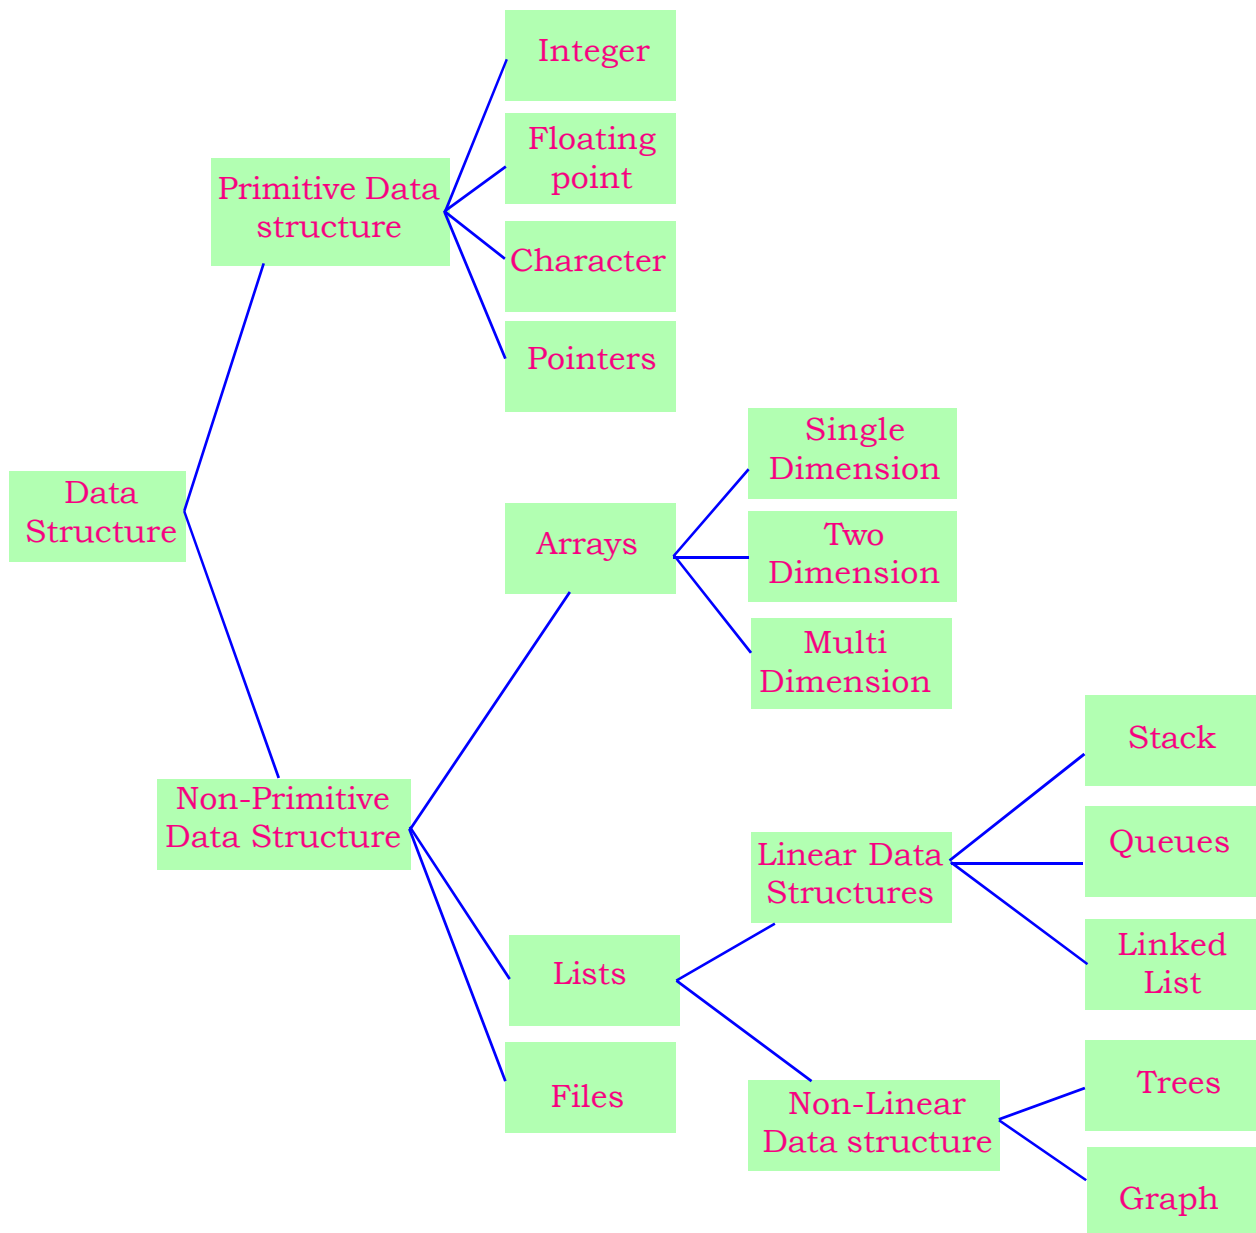 Integer
Floating
point
Primitive Data
structure
Character
Pointers
Single
Dimension
Data
Structure
Arrays
Two
Dimension
Multi
Dimension
Stack
Non-Primitive
Data Structure
Queues
Linear Data
Structures
Linked
List
Lists
Trees
Files
Non-Linear
Data structure
Graph